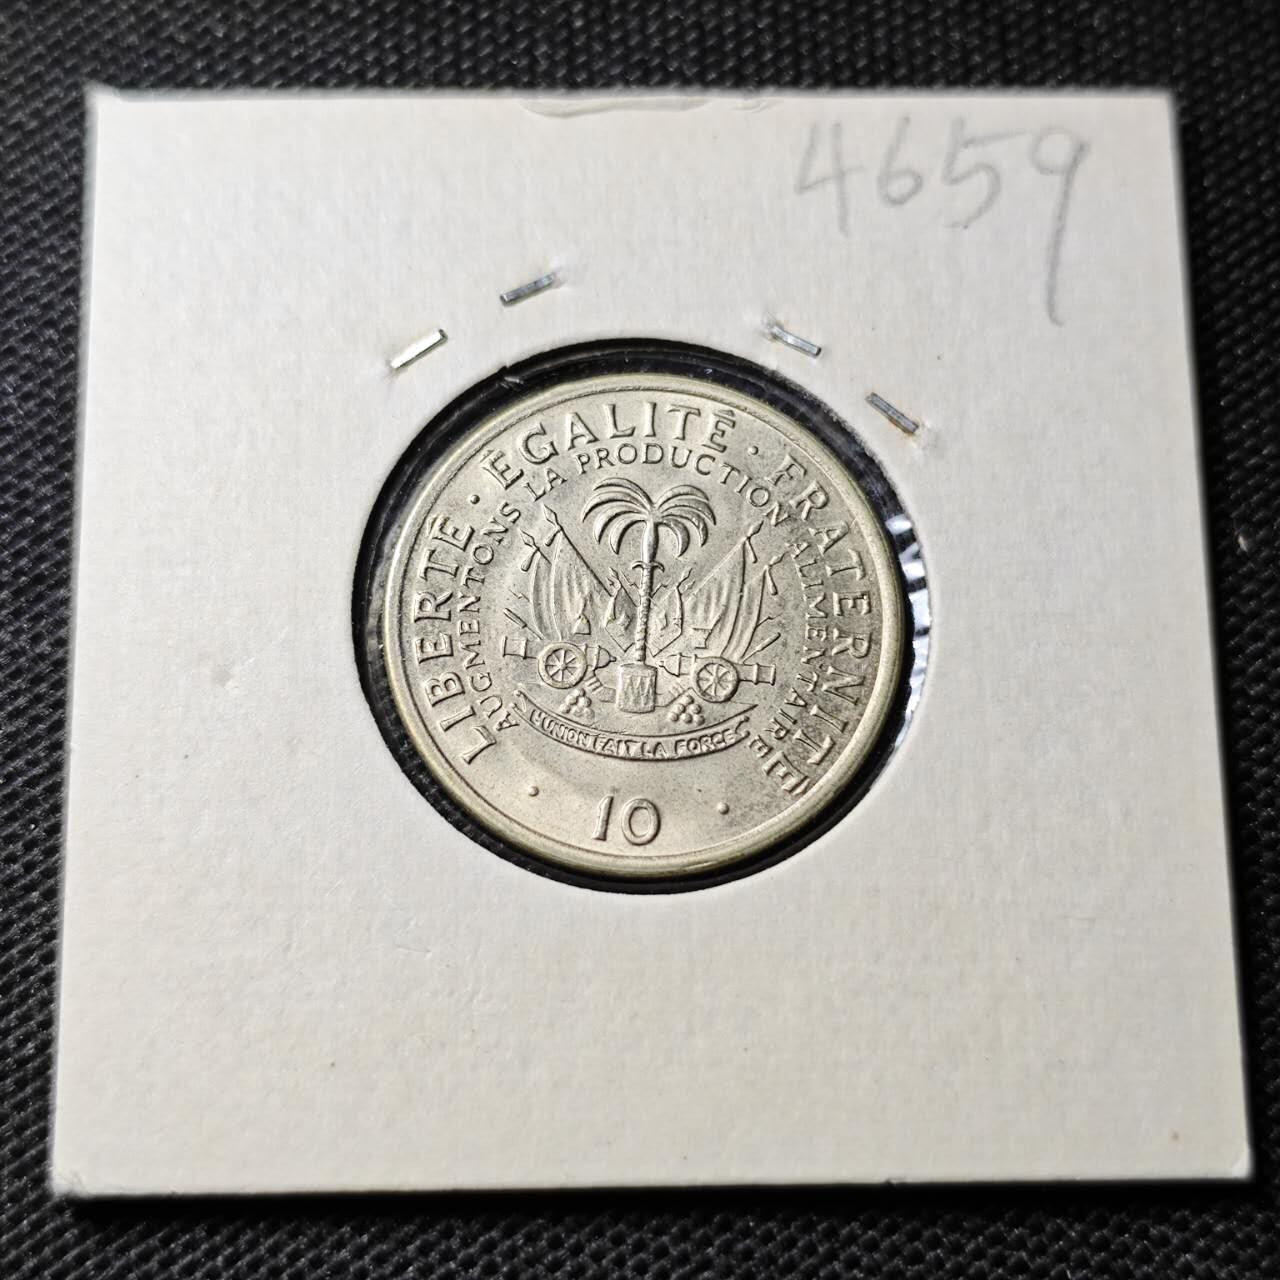 4659
LIBERTÉ · ÉGALITÉ · FRATERNITÉ
AUGMENTONS LA PRODUCTION ALIMENTAIRE
L'UNION FAIT LA FORCE
· 10 ·